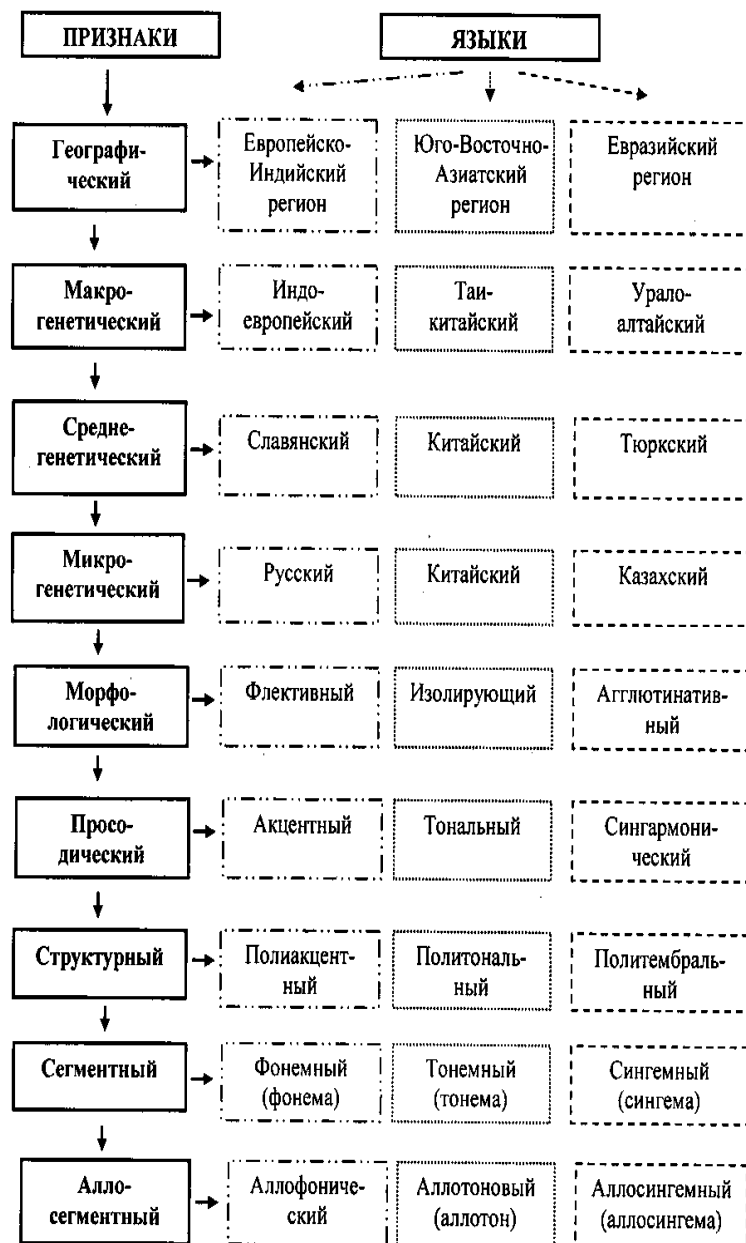 ПРИЗНАКИ
ЯЗЫКИ
Географи-
ческий
Европейско-
Индийский
регион
Юго-Восточно-
Азиатский
регион
Евразийский
регион
Макро-
генетический
Индо-
европейский
Таи-
китайский
Урало-
алтайский
Средне-
генетический
Славянский
Китайский
Тюркский
Микро-
генетический
Русский
Китайский
Казахский
Морфо-
логический
Флективный
Изолирующий
Агглютинатив-
ный
Просо-
дический
Акцентный
Тональный
Сингармони-
ческий
Структурный
Полиакцент-
ный
Политональ-
ный
Политембраль-
ный
Сегментный
Фонемный
(фонема)
Тонемный
(тонема)
Сингемный
(сингема)
Алло-
сегментный
Аллофониче-
ский
Аллотоновый
(аллотон)
Аллосингемный
(аллосингема)